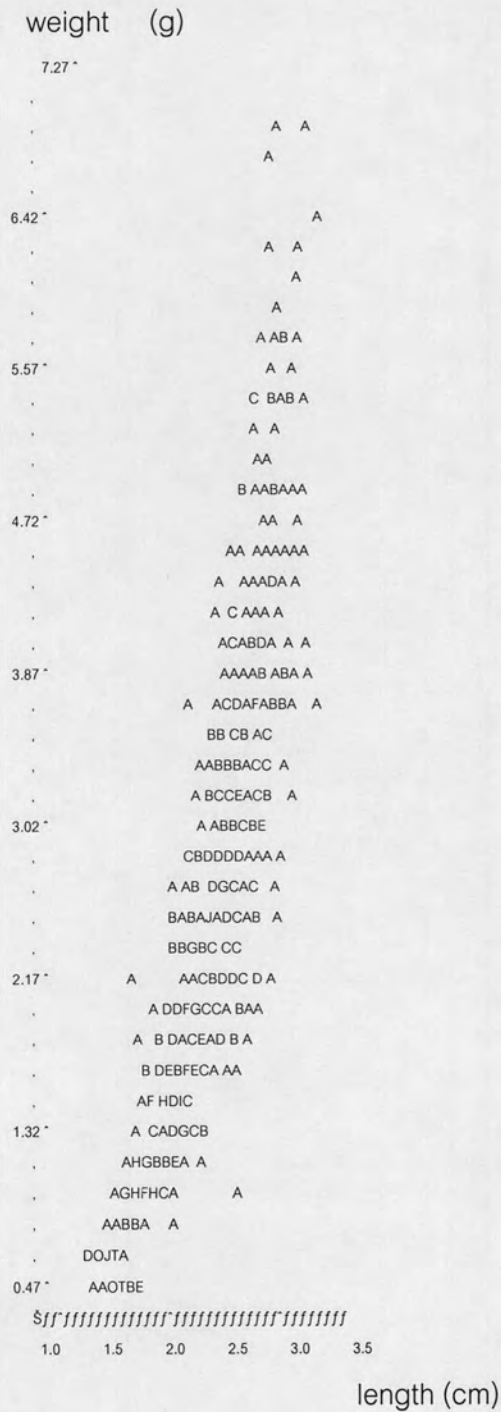 weight (g)
7.27 ˆ
.
. A A
. A
.
6.42 ˆ A
. A A
. A
. A
. A AB A
5.57 ˆ A A
. C BAB A
. A A
. AA
. B AABAAA
4.72 ˆ AA A
. AA AAAAAA
. A AAADA A
. A C AAA A
. ACABDA A A
3.87 ˆ AAAAB ABA A
. A ACDAFABBA A
. BB CB AC
. AABBBACC A
. A BCCEACB A
3.02 ˆ A ABBCBE
. CBDDDDAAA A
. A AB DGCAC A
. BABAJADCAB A
. BBGBC CC
2.17 ˆ A AACBDDC D A
. A DDFGCCA BAA
. A B DACEAD B A
. B DEBFECA AA
. AF HDIC
1.32 ˆ A CADGCB
. AHGBBEA A
. AGHFHCA A
. AABBA A
. DOJTA
0.47 ˆ AAOTBE
Šƒƒˆƒƒƒƒƒƒƒƒƒˆƒƒƒƒƒƒƒƒƒˆƒƒƒƒƒƒƒƒƒˆƒƒƒƒƒƒƒƒƒˆƒƒƒƒƒƒƒƒ
1.0 1.5 2.0 2.5 3.0 3.5
length (cm)